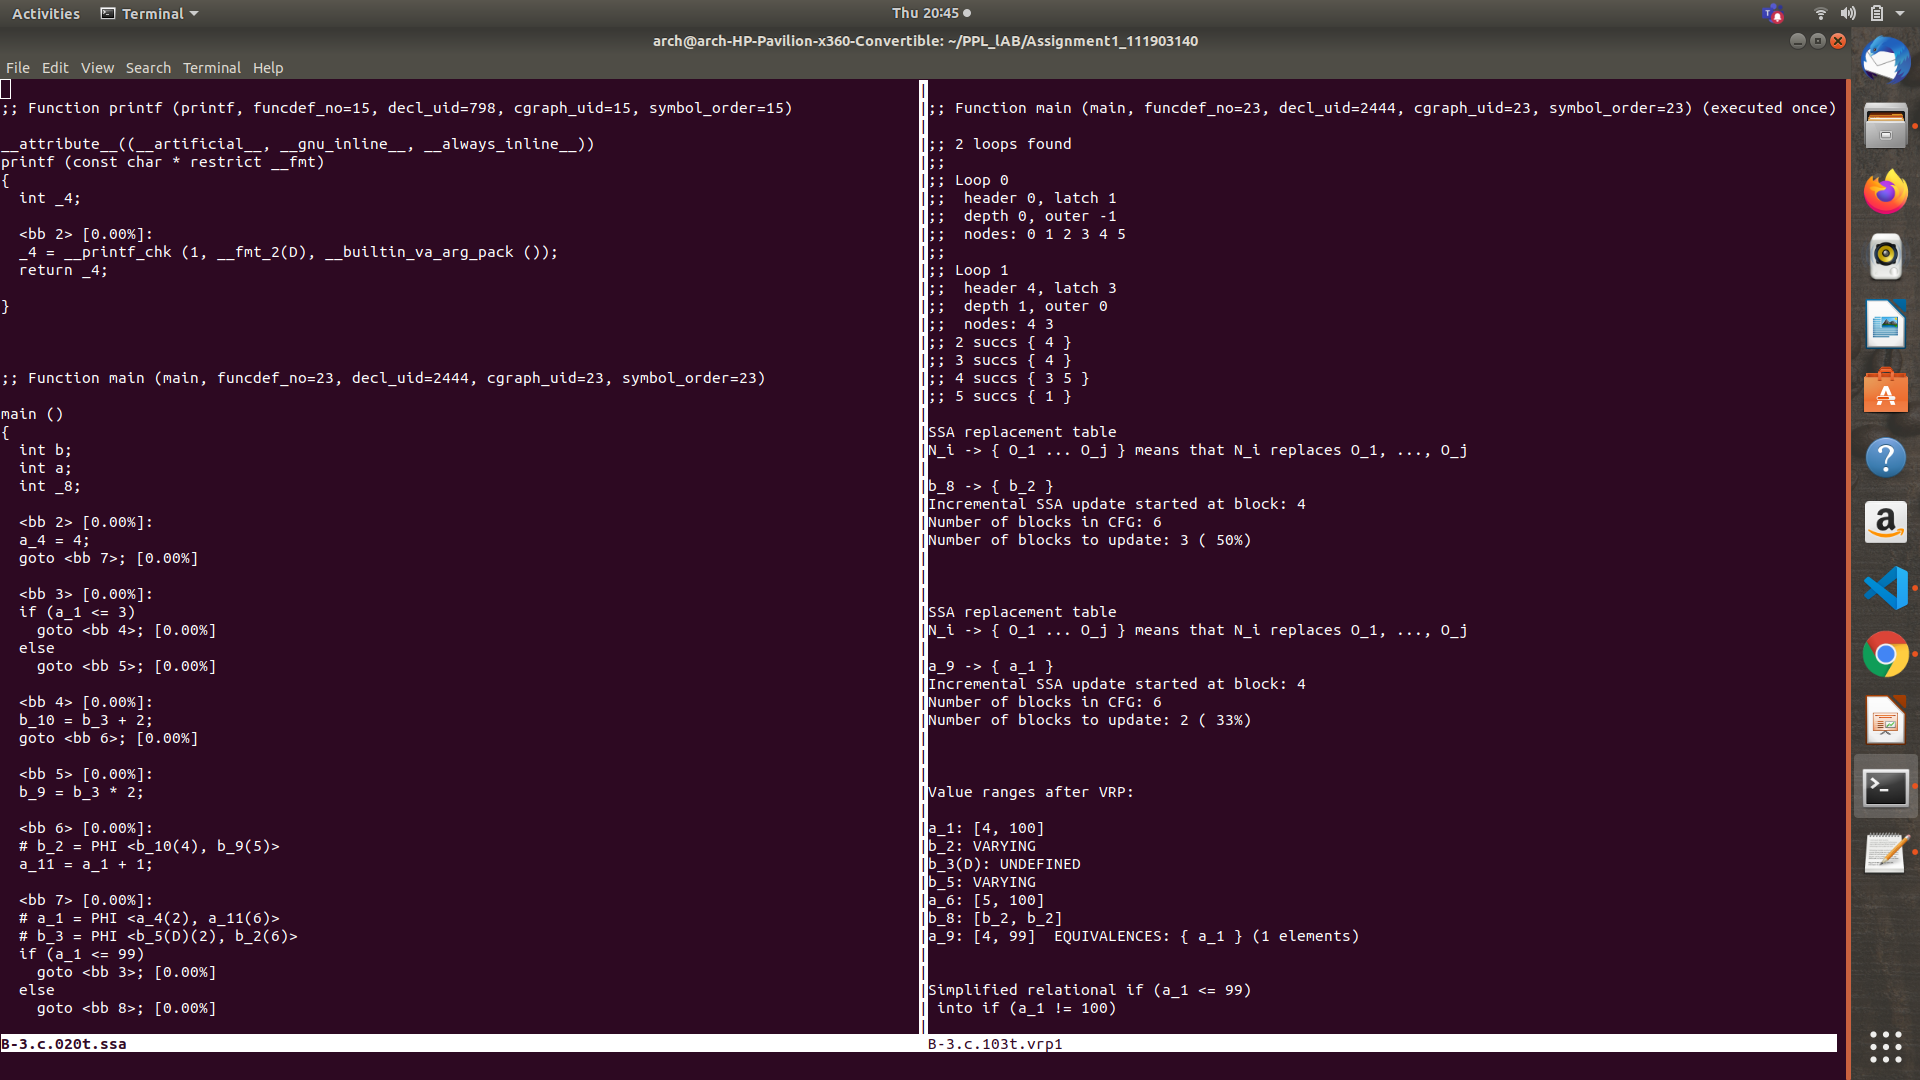 Activities
Terminal
Thu 20:45
arch@arch-HP-Pavilion-x360-Convertible: ~/PPL_lAB/Assignment1_111903140
File Edit View Search Terminal Help
;; Function printf (printf, funcdef_no=15, decl_uid=798, cgraph_uid=15, symbol_order=15)
__attribute__((__artificial__, __gnu_inline__, __always_inline__))
printf (const char * restrict __fmt)
{
  int _4;
  <bb 2> [0.00%]:
  _4 = __printf_chk (1, __fmt_2(D), __builtin_va_arg_pack ());
  return _4;
}
;; Function main (main, funcdef_no=23, decl_uid=2444, cgraph_uid=23, symbol_order=23)
main ()
{
  int b;
  int a;
  int _8;
  <bb 2> [0.00%]:
  a_4 = 4;
  goto <bb 7>; [0.00%]
  <bb 3> [0.00%]:
  if (a_1 <= 3)
    goto <bb 4>; [0.00%]
  else
    goto <bb 5>; [0.00%]
  <bb 4> [0.00%]:
  b_10 = b_3 + 2;
  goto <bb 6>; [0.00%]
  <bb 5> [0.00%]:
  b_9 = b_3 * 2;
  <bb 6> [0.00%]:
  # b_2 = PHI <b_10(4), b_9(5)>
  a_11 = a_1 + 1;
  <bb 7> [0.00%]:
  # a_1 = PHI <a_4(2), a_11(6)>
  # b_3 = PHI <b_5(D)(2), b_2(6)>
  if (a_1 <= 99)
    goto <bb 3>; [0.00%]
  else
    goto <bb 8>; [0.00%]
B-3.c.020t.ssa
;; Function main (main, funcdef_no=23, decl_uid=2444, cgraph_uid=23, symbol_order=23) (executed once)
;; 2 loops found
;;
;; Loop 0
;;  header 0, latch 1
;;  depth 0, outer -1
;;  nodes: 0 1 2 3 4 5
;;
;; Loop 1
;;  header 4, latch 3
;;  depth 1, outer 0
;;  nodes: 4 3
;; 2 succs { 4 }
;; 3 succs { 4 }
;; 4 succs { 3 5 }
;; 5 succs { 1 }
SSA replacement table
N_i -> { O_1 ... O_j } means that N_i replaces O_1, ..., O_j
b_8 -> { b_2 }
Incremental SSA update started at block: 4
Number of blocks in CFG: 6
Number of blocks to update: 3 ( 50%)
SSA replacement table
N_i -> { O_1 ... O_j } means that N_i replaces O_1, ..., O_j
a_9 -> { a_1 }
Incremental SSA update started at block: 4
Number of blocks in CFG: 6
Number of blocks to update: 2 ( 33%)
Value ranges after VRP:
a_1: [4, 100]
b_2: VARYING
b_3(D): UNDEFINED
b_5: VARYING
a_6: [5, 100]
b_8: [b_2, b_2]
a_9: [4, 99]  EQUIVALENCES: { a_1 } (1 elements)
Simplified relational if (a_1 <= 99)
 into if (a_1 != 100)
B-3.c.103t.vrp1